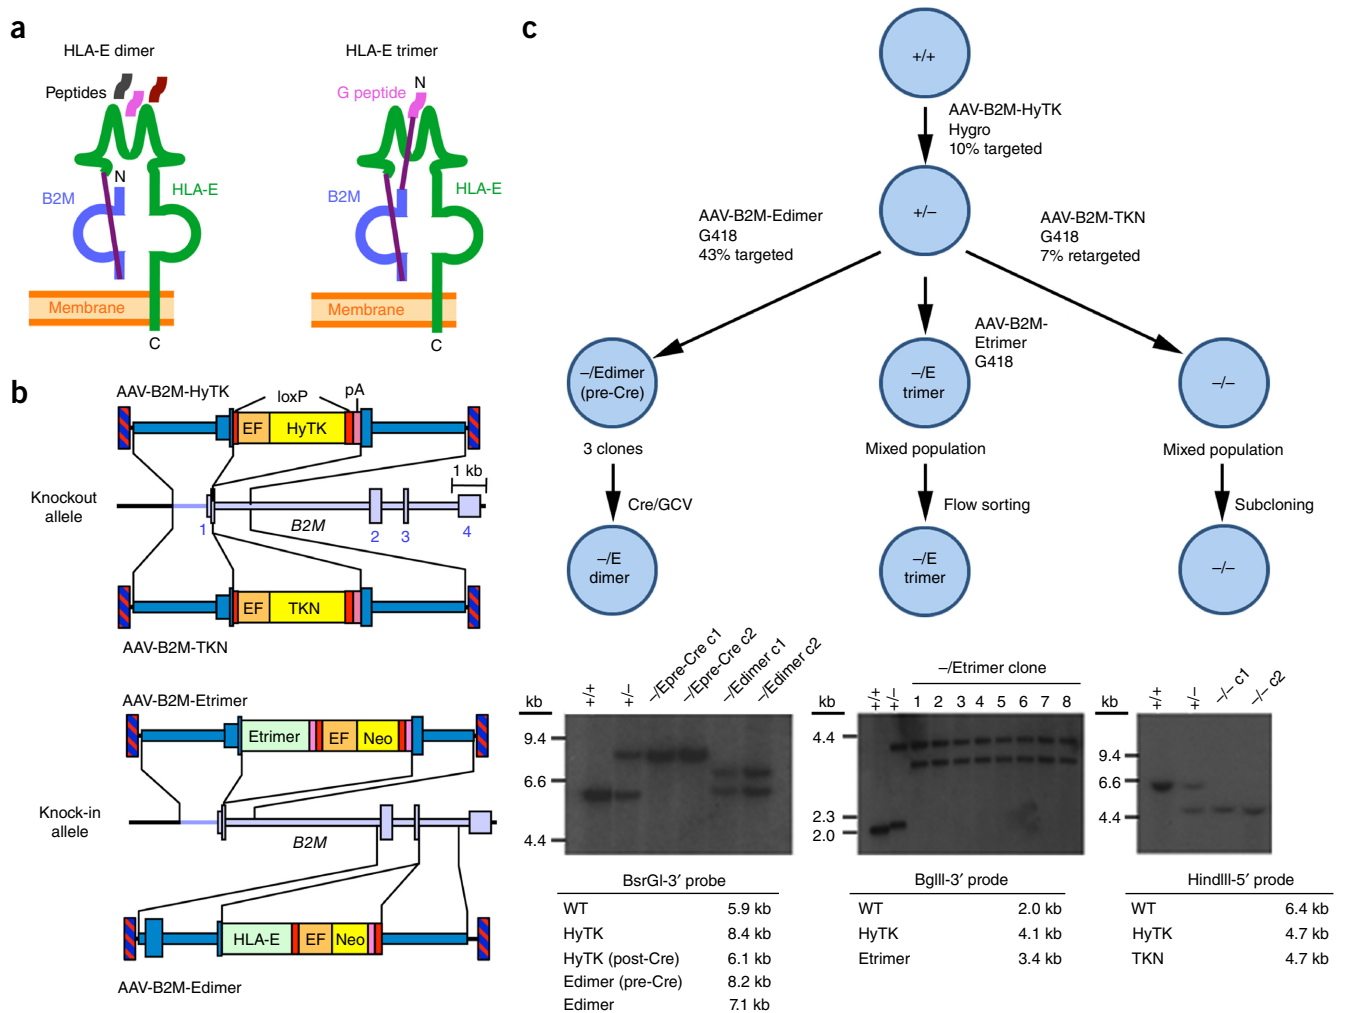 a
HLA-E dimer
Peptides
N
B2M
HLA-E
Membrane
C
HLA-E trimer
N
G peptide
B2M
HLA-E
Membrane
C
b
AAV-B2M-HyTK
loxP
pA
EF
HyTK
1 kb
Knockout
allele
1
B2M
2
3
4
EF
TKN
AAV-B2M-TKN
AAV-B2M-Etrimer
Etrimer
EF
Neo
Knock-in
allele
B2M
HLA-E
EF
Neo
AAV-B2M-Edimer
c
+/+
AAV-B2M-HyTK
Hygro
10% targeted
+/–
AAV-B2M-Edimer
G418
43% targeted
AAV-B2M-TKN
G418
7% retargeted
AAV-B2M-
Etrimer
G418
–/Edimer
(pre-Cre)
–/E
trimer
–/–
3 clones
Mixed population
Mixed population
Cre/GCV
Flow sorting
Subcloning
–/E
dimer
–/E
trimer
–/–
kb
+/+
+/–
–/Epre-Cre c1
–/Epre-Cre c2
–/Edimer c1
–/Edimer c2
9.4
6.6
4.4
BsrGI-3′ probe
WT 5.9 kb
HyTK 8.4 kb
HyTK (post-Cre) 6.1 kb
Edimer (pre-Cre) 8.2 kb
Edimer 7.1 kb
–/Etrimer clone
kb
+/+
+/–
1 2 3 4 5 6 7 8
4.4
2.3
2.0
BglII-3′ prode
WT 2.0 kb
HyTK 4.1 kb
Etrimer 3.4 kb
kb
+/+
+/–
–/– c1
–/– c2
9.4
6.6
4.4
HindIII-5′ prode
WT 6.4 kb
HyTK 4.7 kb
TKN 4.7 kb